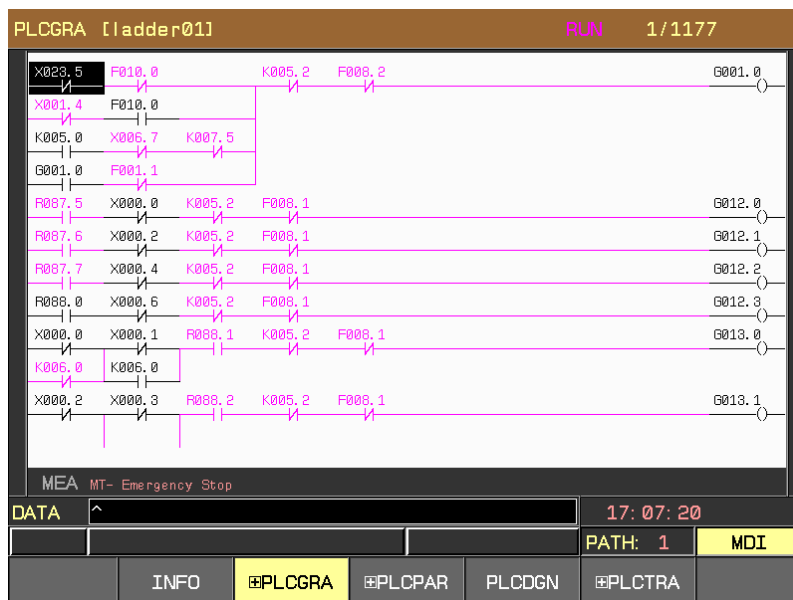 PLCGRA [ladder01] RUN 1/1177
X023.5 F010.0 K005.2 F008.2 G001.0
X001.4 F010.0
K005.0 X006.7 K007.5
G001.0 F001.1
R087.5 X000.0 K005.2 F008.1 G012.0
R087.6 X000.2 K005.2 F008.1 G012.1
R087.7 X000.4 K005.2 F008.1 G012.2
R088.0 X000.6 K005.2 F008.1 G012.3
X000.0 X000.1 R088.1 K005.2 F008.1 G013.0
K006.0 K006.0
X000.2 X000.3 R088.2 K005.2 F008.1 G013.1
MEA MT- Emergency Stop
DATA ^ 17:07:20
PATH: 1 MDI
INFO ⊞PLCGRA ⊞PLCPAR PLCDGN ⊞PLCTRA